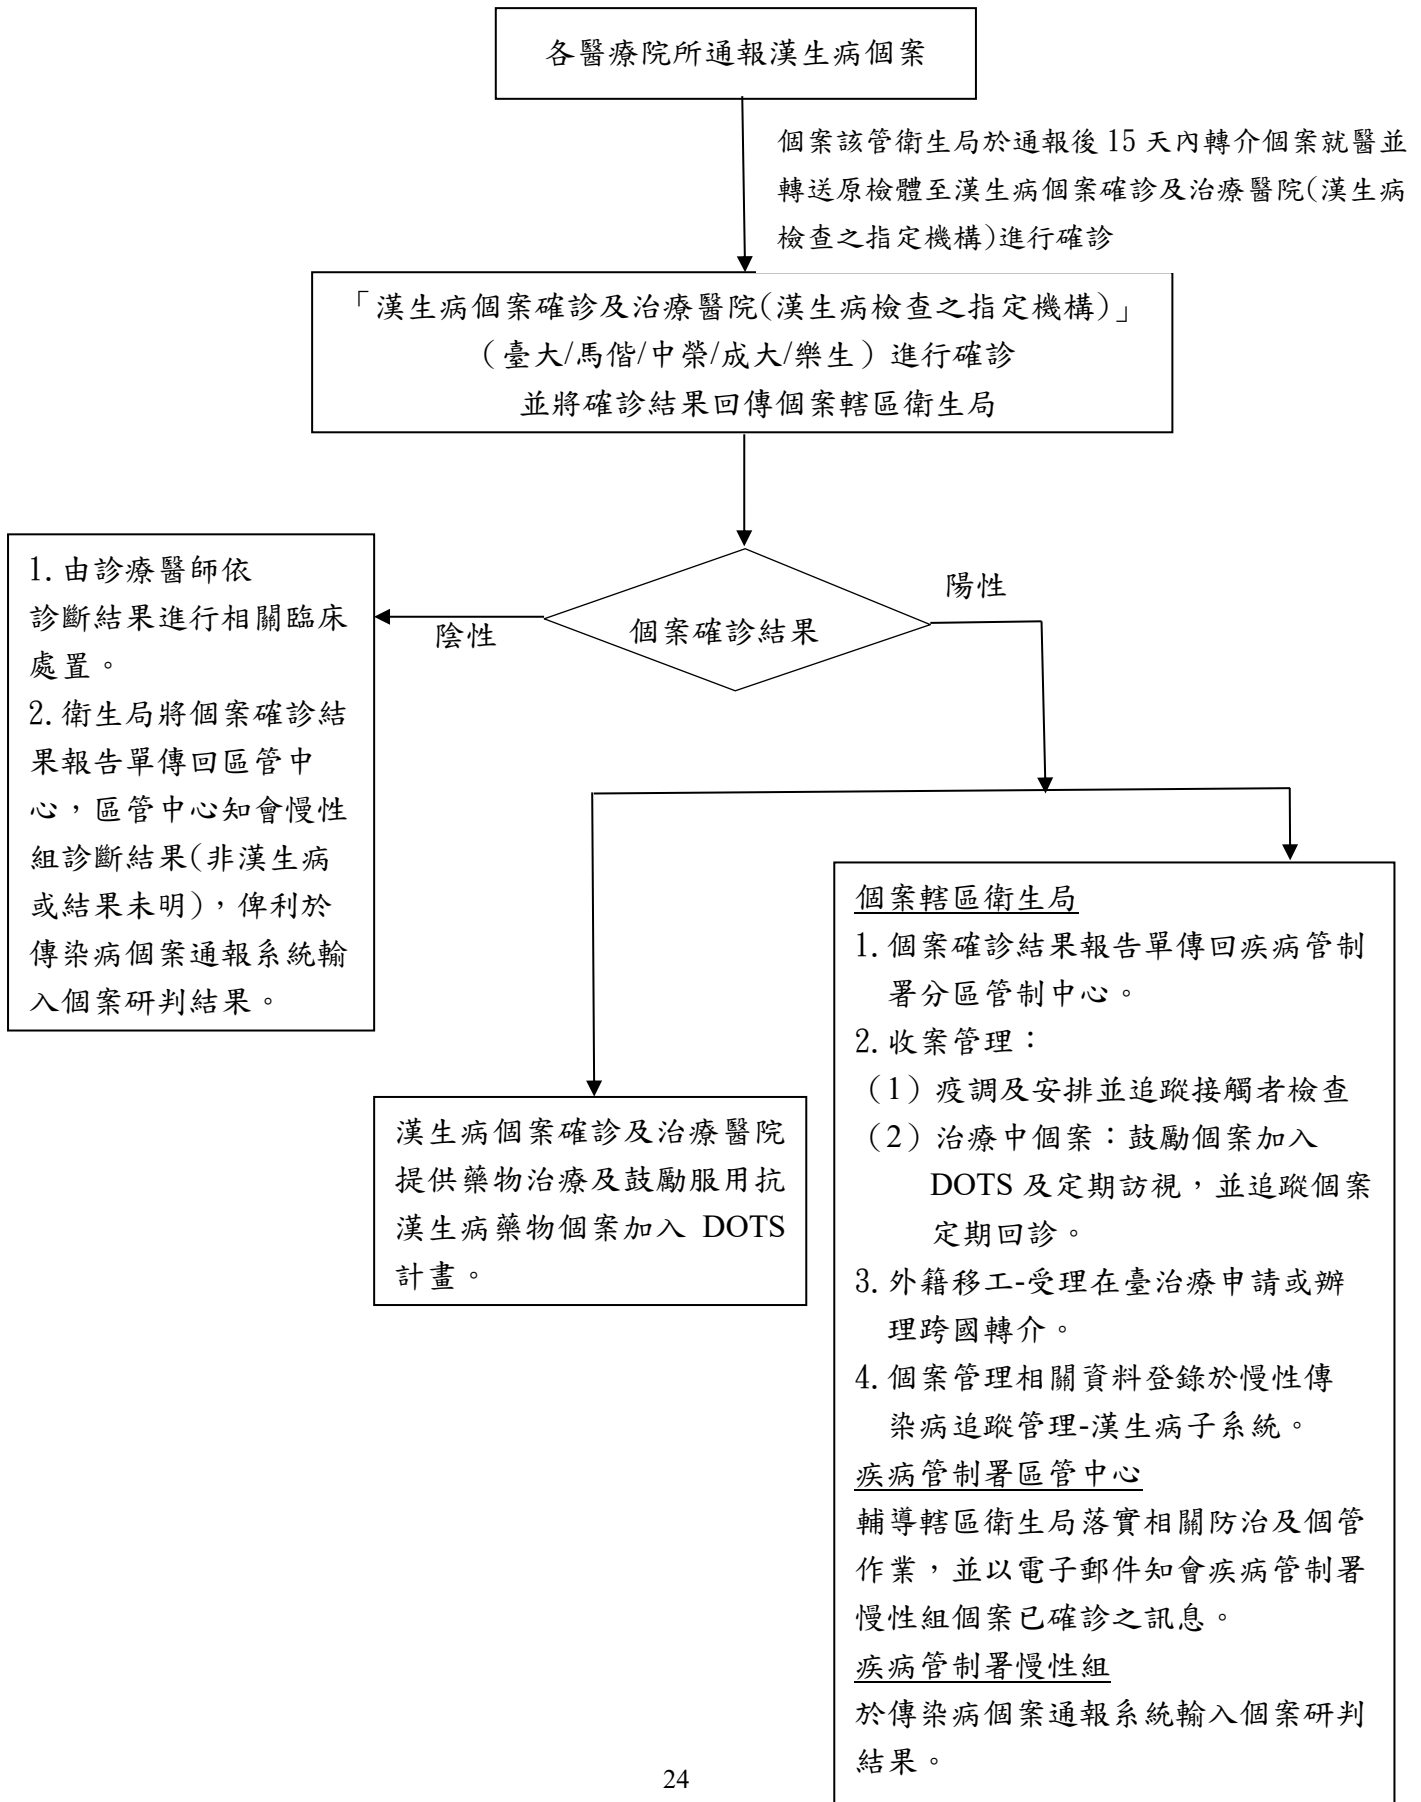 各醫療院所通報漢生病個案
個案該管衛生局於通報後 15 天內轉介個案就醫並
轉送原檢體至漢生病個案確診及治療醫院(漢生病
檢查之指定機構)進行確診
「漢生病個案確診及治療醫院(漢生病檢查之指定機構)」
（臺大/馬偕/中榮/成大/樂生）進行確診
並將確診結果回傳個案轄區衛生局
個案確診結果
陰性
陽性
1. 由診療醫師依
診斷結果進行相關臨床
處置。
2. 衛生局將個案確診結
果報告單傳回區管中
心，區管中心知會慢性
組診斷結果(非漢生病
或結果未明)，俾利於
傳染病個案通報系統輸
入個案研判結果。
漢生病個案確診及治療醫院
提供藥物治療及鼓勵服用抗
漢生病藥物個案加入 DOTS
計畫。
個案轄區衛生局
1. 個案確診結果報告單傳回疾病管制
署分區管制中心。
2. 收案管理：
（1）疫調及安排並追蹤接觸者檢查
（2）治療中個案：鼓勵個案加入
DOTS 及定期訪視，並追蹤個案
定期回診。
3. 外籍移工-受理在臺治療申請或辦
理跨國轉介。
4. 個案管理相關資料登錄於慢性傳
染病追蹤管理-漢生病子系統。
疾病管制署區管中心
輔導轄區衛生局落實相關防治及個管
作業，並以電子郵件知會疾病管制署
慢性組個案已確診之訊息。
疾病管制署慢性組
於傳染病個案通報系統輸入個案研判
結果。
24